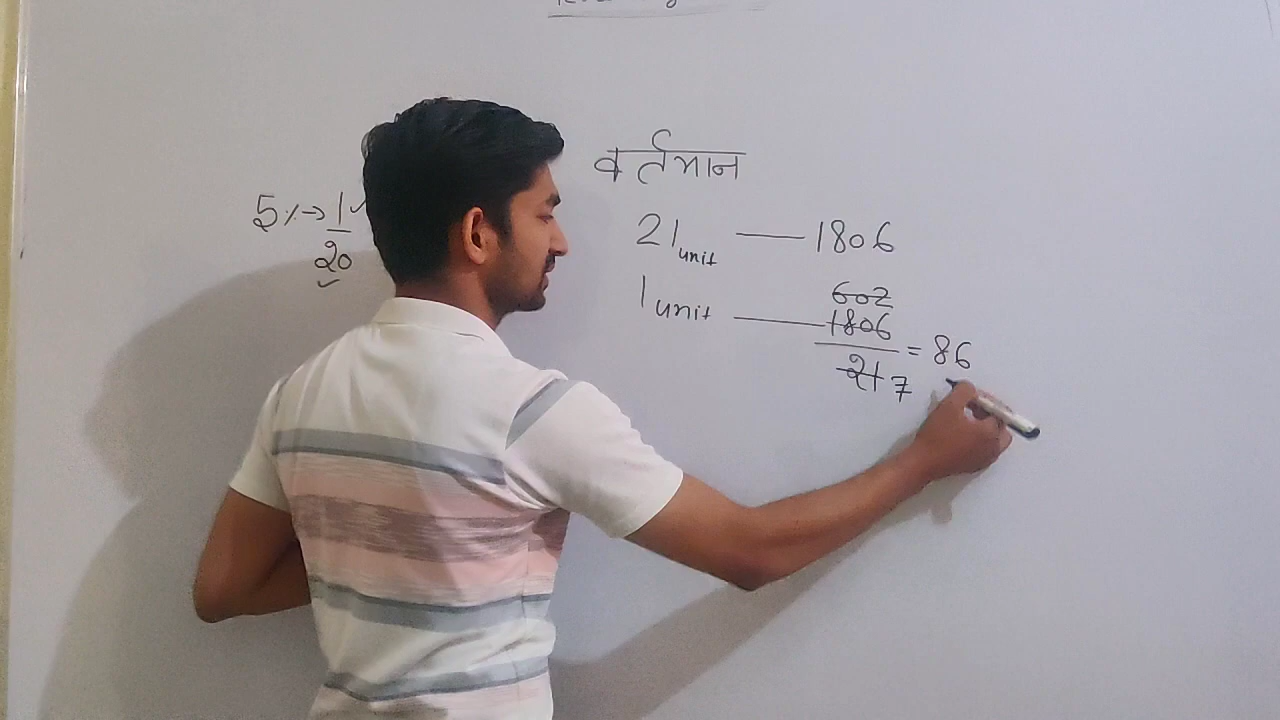 5% → 1 ✓
20
वर्तमान
21 unit — 1806
1 unit — 1806
602
21 7 = 86